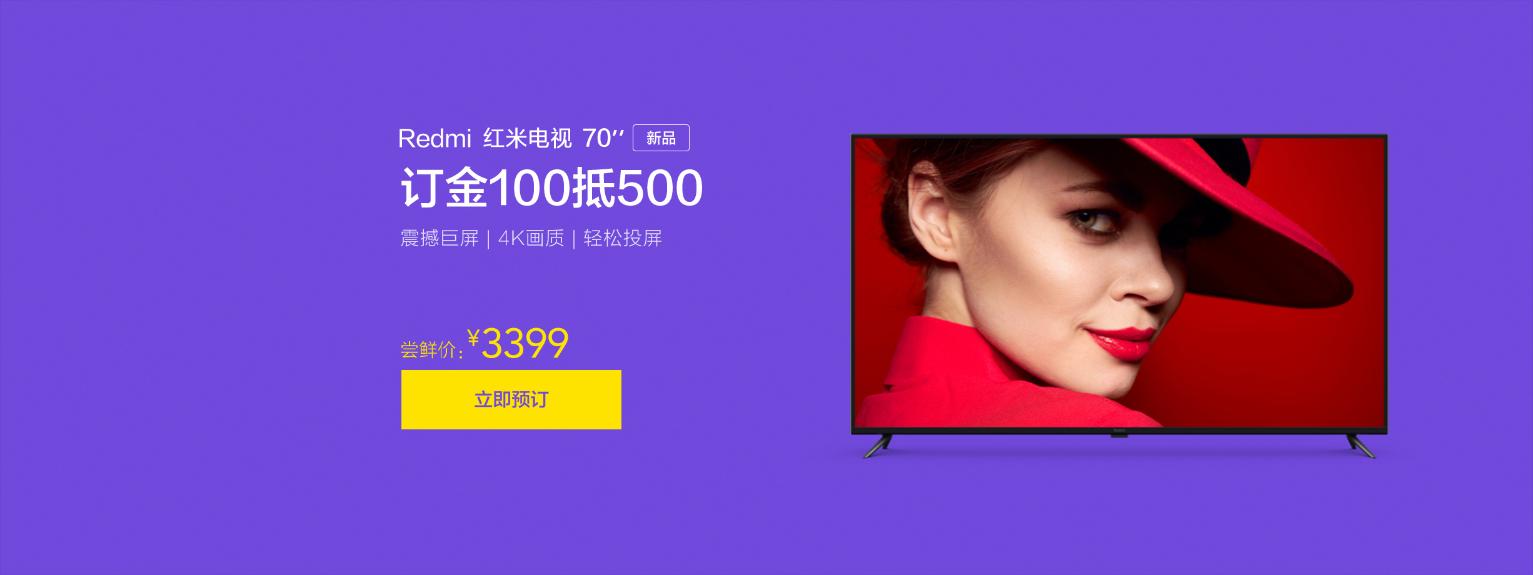 Redmi 红米电视 70′′ 新品
订金100抵500
震撼巨屏 | 4K画质 | 轻松投屏
尝鲜价: ¥3399
立即预订